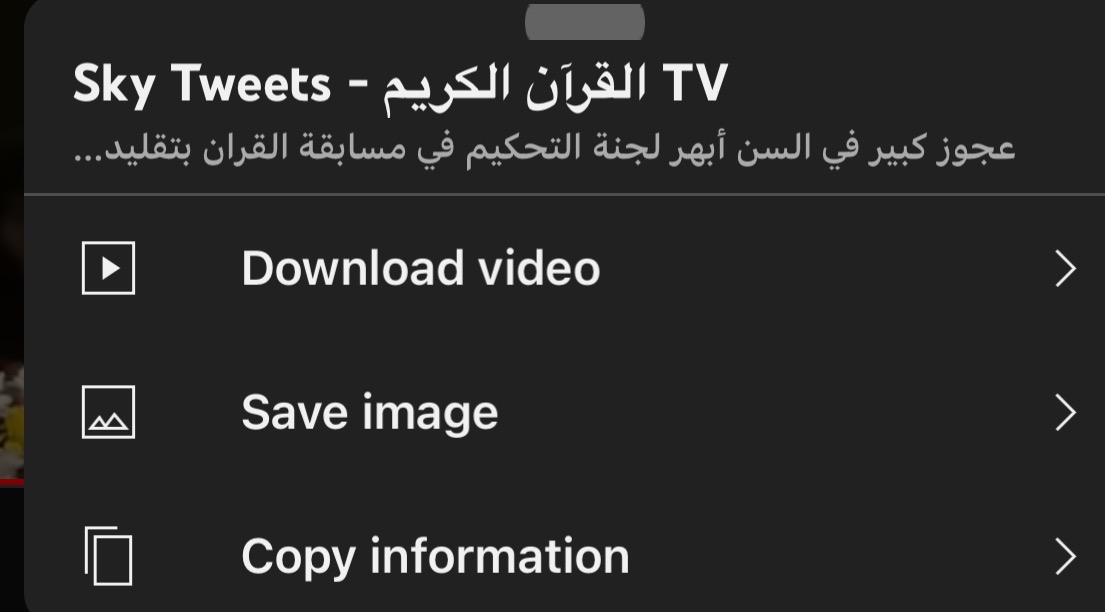 Sky Tweets - القرآن الكريم TV
عجوز كبير في السن أبهر لجنة التحكيم في مسابقة القران بتقليد...
Download video
Save image
Copy information